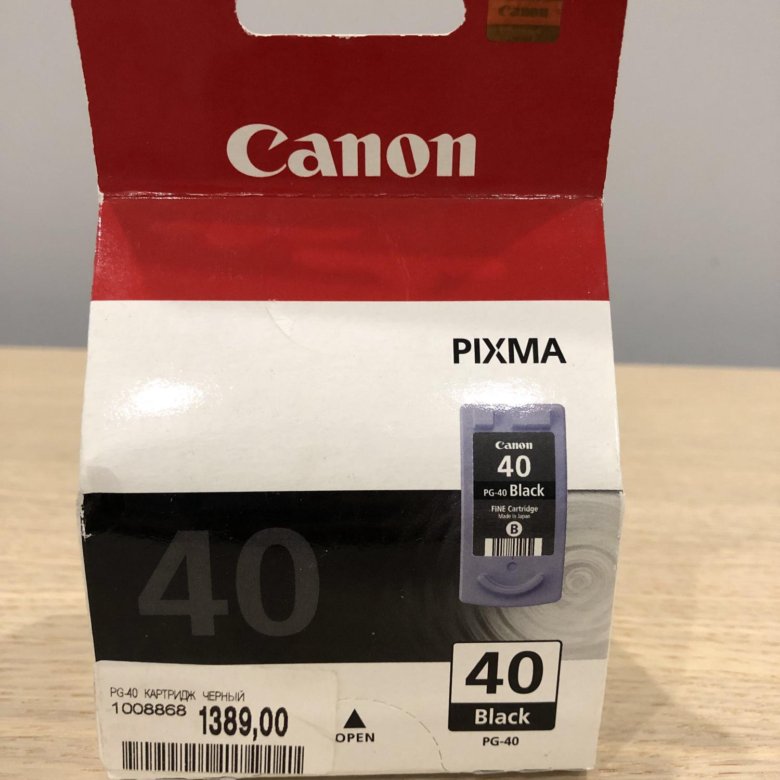 Canon
Canon
PIXMA
Canon
40
PG-40 Black
FINE Cartridge
Made in Japan
B
40
40
Black
PG-40
PG-40 КАРТРИДЖ ЧЕРНЫЙ
1008868 1389,00
OPEN